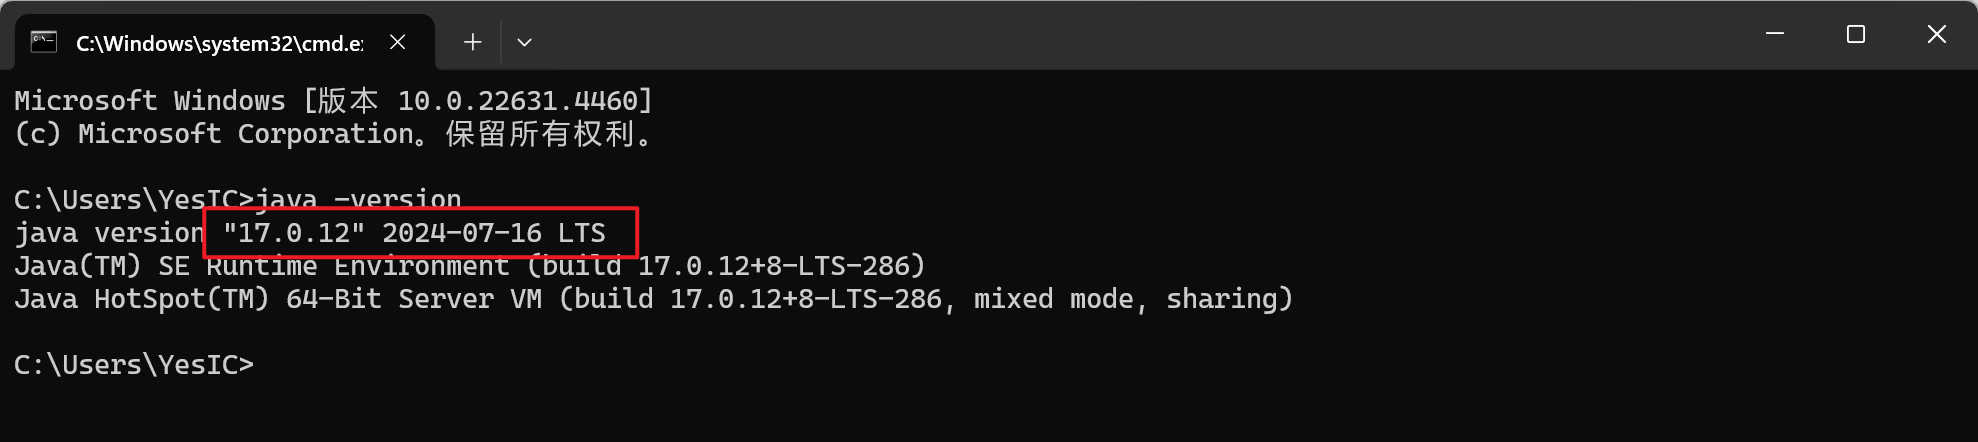 C:\Windows\system32\cmd.e
Microsoft Windows [版本 10.0.22631.4460]
(c) Microsoft Corporation。保留所有权利。
C:\Users\YesIC>java -version
java version "17.0.12" 2024-07-16 LTS
Java(TM) SE Runtime Environment (build 17.0.12+8-LTS-286)
Java HotSpot(TM) 64-Bit Server VM (build 17.0.12+8-LTS-286, mixed mode, sharing)
C:\Users\YesIC>